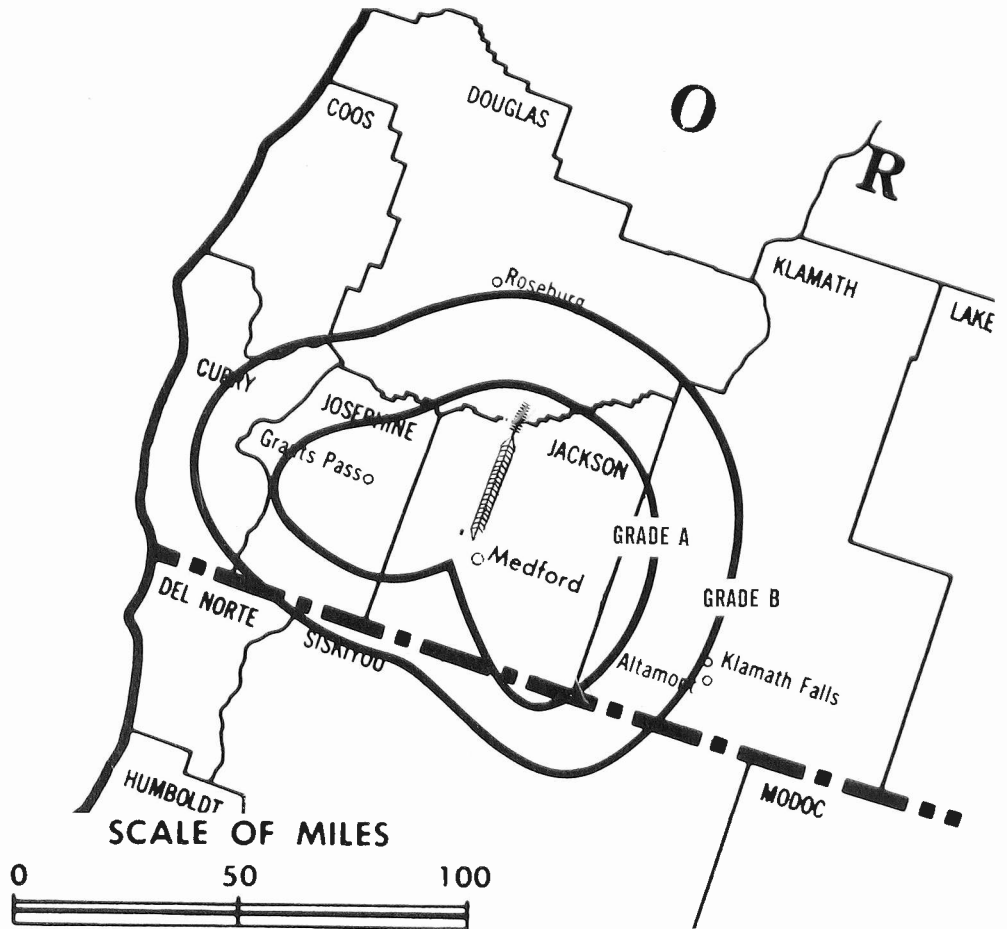 O
R
COOS
DOUGLAS
KLAMATH
LAKE
Roseburg
CURRY
JOSEPHINE
Grants Pass
JACKSON
GRADE A
Medford
GRADE B
DEL NORTE
SISKIYOU
Altamont
Klamath Falls
HUMBOLDT
MODOC
SCALE OF MILES
0 50 100